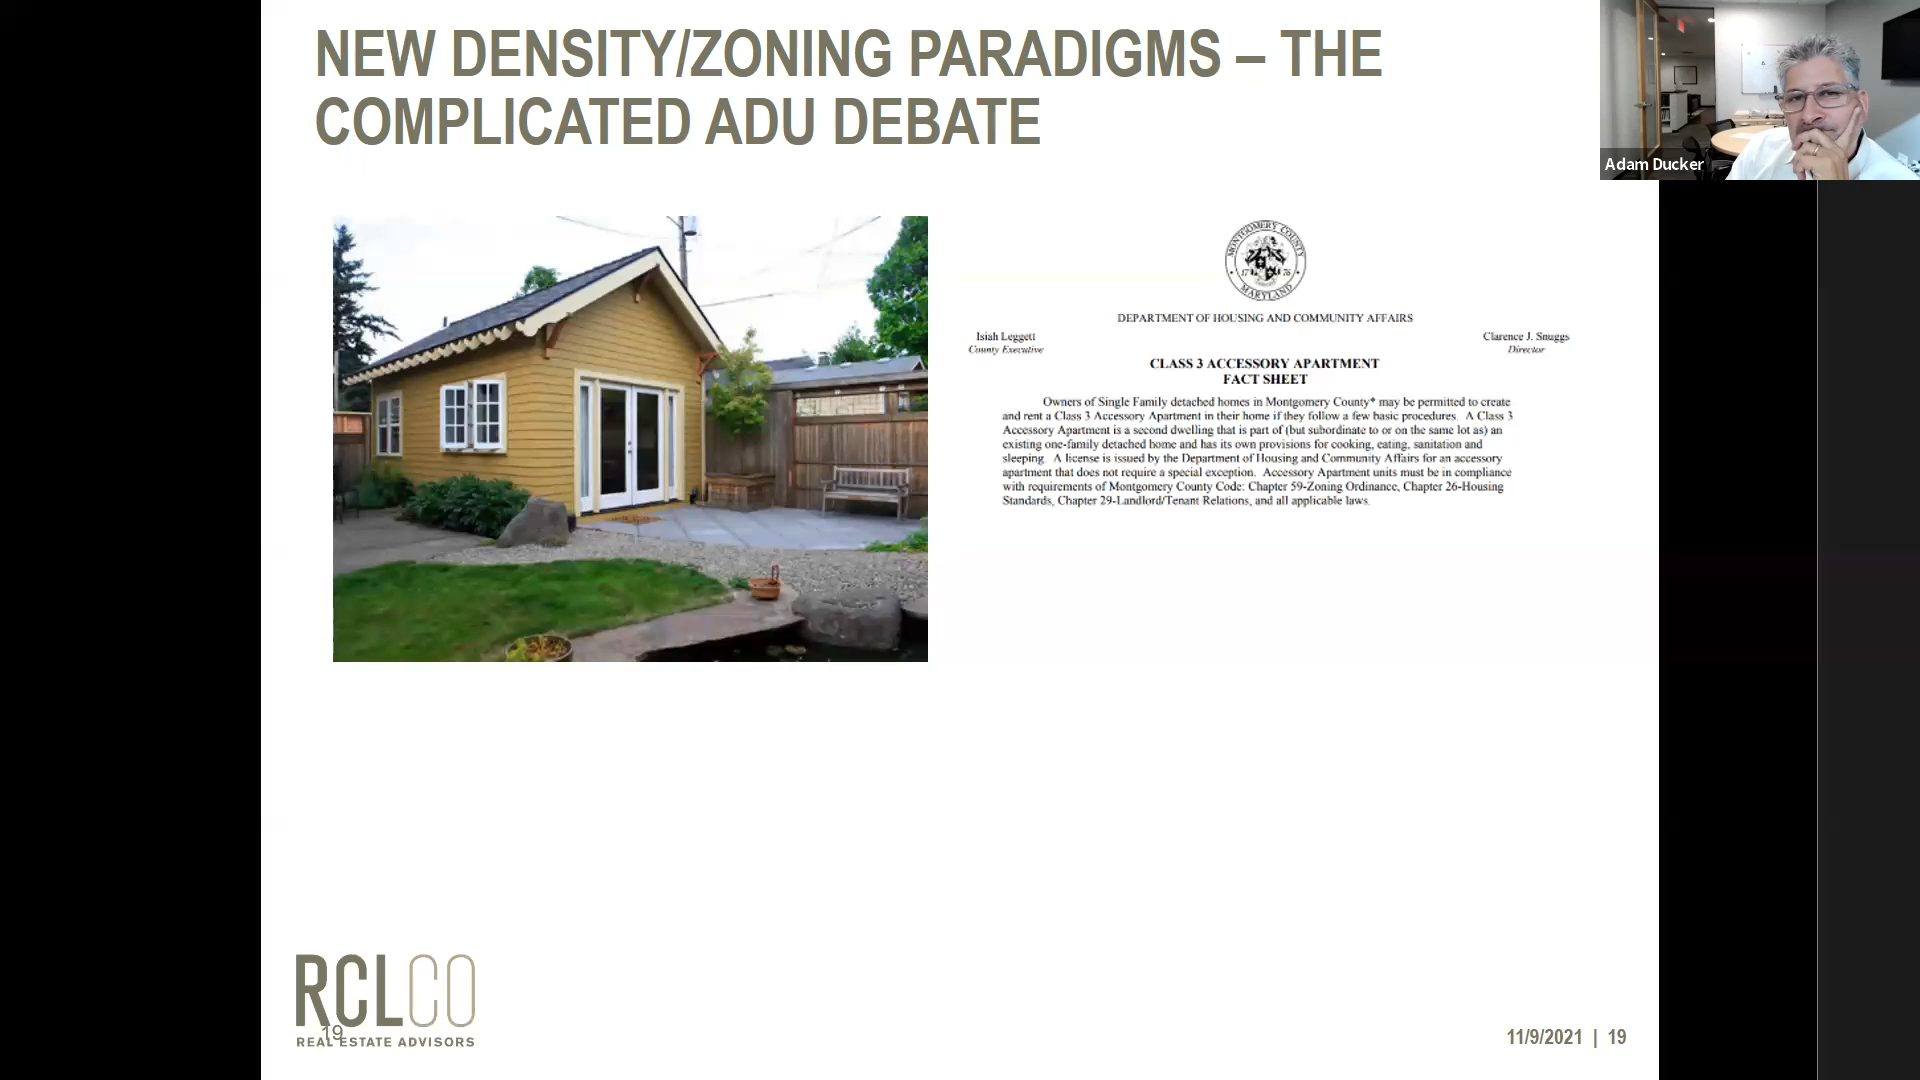 NEW DENSITY/ZONING PARADIGMS – THE
COMPLICATED ADU DEBATE
Adam Ducker
MONTGOMERY COUNTY
17 76
MARYLAND
DEPARTMENT OF HOUSING AND COMMUNITY AFFAIRS
Isiah Leggett
County Executive
Clarence J. Snuggs
Director
CLASS 3 ACCESSORY APARTMENT
FACT SHEET
Owners of Single Family detached homes in Montgomery County* may be permitted to create
and rent a Class 3 Accessory Apartment in their home if they follow a few basic procedures. A Class 3
Accessory Apartment is a second dwelling that is part of (but subordinate to or on the same lot as) an
existing one-family detached home and has its own provisions for cooking, eating, sanitation and
sleeping. A license is issued by the Department of Housing and Community Affairs for an accessory
apartment that does not require a special exception. Accessory Apartment units must be in compliance
with requirements of Montgomery County Code: Chapter 59-Zoning Ordinance, Chapter 26-Housing
Standards, Chapter 29-Landlord/Tenant Relations, and all applicable laws.
RCLCO
19
REAL ESTATE ADVISORS
11/9/2021 | 19